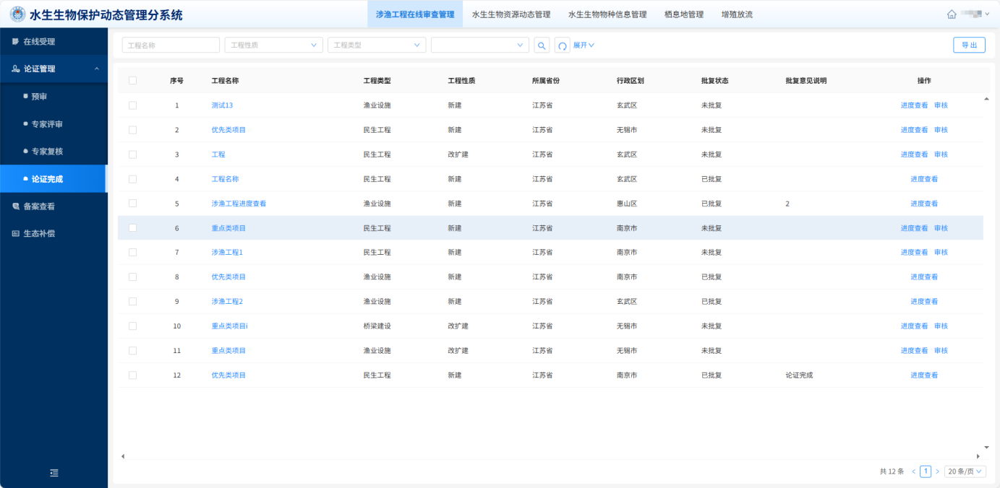 水生生物保护动态管理分系统 涉渔工程在线审查管理 水生生物资源动态管理 水生生物物种信息管理 栖息地管理 增殖放流
在线受理
论证管理
预审
专家评审
专家复核
论证完成
备案查看
生态补偿
工程名称 工程性质 工程类型 展开 导出
序号 工程名称 工程类型 工程性质 所属省份 行政区划 批复状态 批复意见说明 操作
1 测试13 渔业设施 新建 江苏省 玄武区 未批复 进度查看 审核
2 优先类项目 民生工程 新建 江苏省 无锡市 未批复 进度查看 审核
3 工程 民生工程 改扩建 江苏省 玄武区 未批复 进度查看 审核
4 工程名称 民生工程 新建 江苏省 玄武区 已批复 进度查看
5 涉渔工程进度查看 渔业设施 新建 江苏省 惠山区 已批复 2 进度查看
6 重点类项目 民生工程 新建 江苏省 南京市 未批复 进度查看 审核
7 涉渔工程1 民生工程 新建 江苏省 南京市 未批复 进度查看 审核
8 优先类项目 渔业设施 新建 江苏省 南京市 已批复 进度查看
9 涉渔工程2 渔业设施 新建 江苏省 玄武区 已批复 进度查看
10 重点类项目i 桥梁建设 改扩建 江苏省 无锡市 未批复 进度查看 审核
11 重点类项目 渔业设施 改扩建 江苏省 无锡市 未批复 进度查看 审核
12 优先类项目 民生工程 新建 江苏省 南京市 已批复 论证完成 进度查看
共 12 条 < 1 > 20 条/页